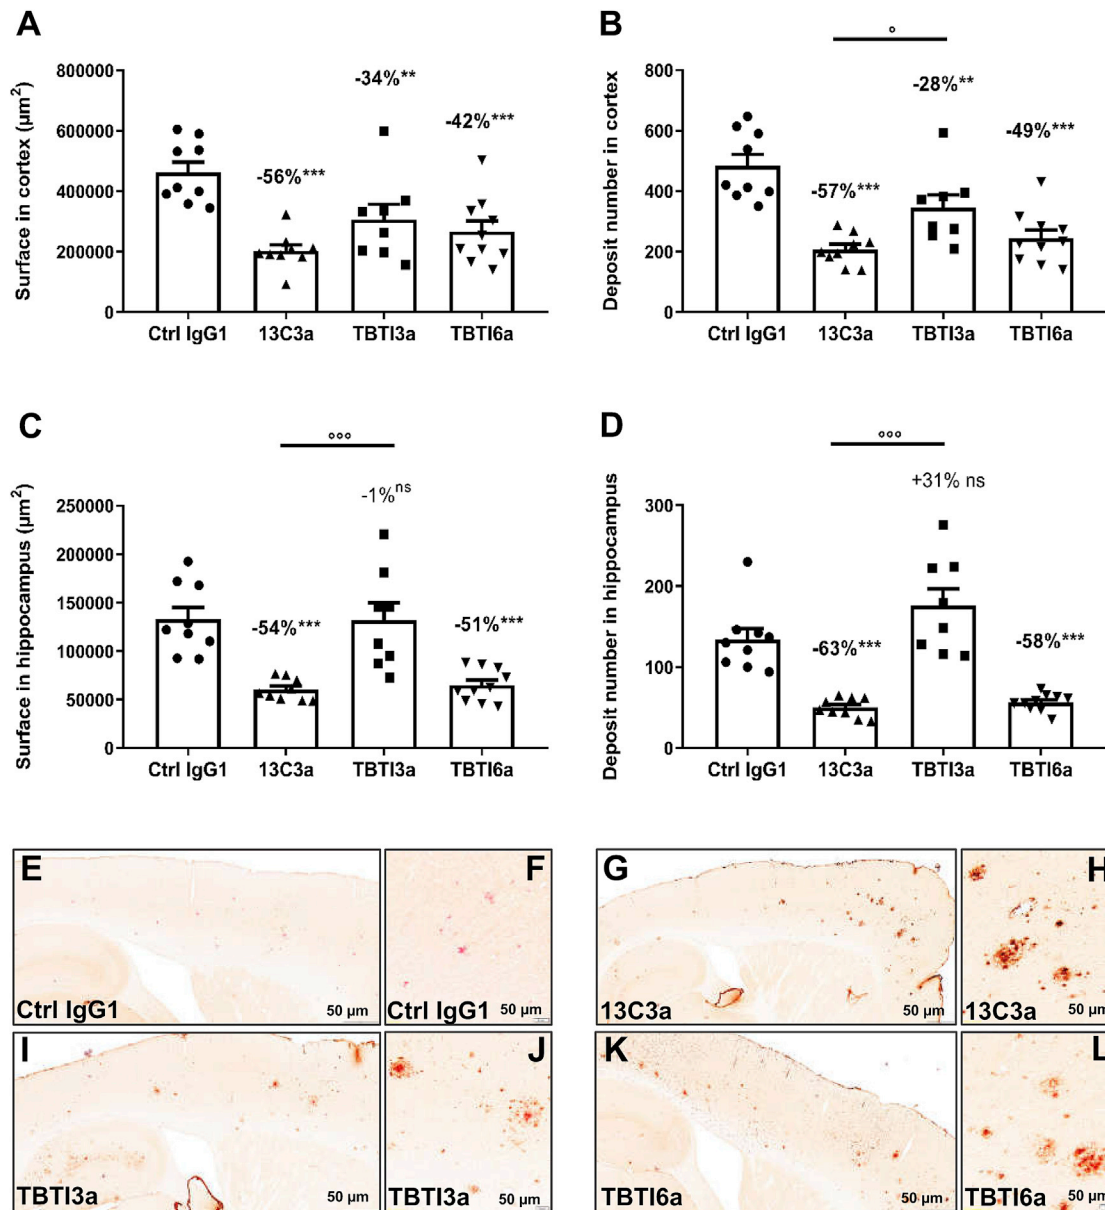 A
Surface in cortex (µm²)
800000
600000
400000
200000
0
-56%***
-34%**
-42%***
Ctrl IgG1 13C3a TBTI3a TBTI6a
B
Deposit number in cortex
°
800
600
400
200
0
-57%***
-28%**
-49%***
Ctrl IgG1 13C3a TBTI3a TBTI6a
C
Surface in hippocampus (µm²)
°°°
250000
200000
150000
100000
50000
0
-54%***
-1%ns
-51%***
Ctrl IgG1 13C3a TBTI3a TBTI6a
D
Deposit number in hippocampus
°°°
300
200
100
0
-63%***
+31% ns
-58%***
Ctrl IgG1 13C3a TBTI3a TBTI6a
E
Ctrl IgG1 50 µm
F
Ctrl IgG1 50 µm
G
13C3a 50 µm
H
13C3a 50 µm
I
TBTI3a 50 µm
J
TBTI3a 50 µm
K
TBTI6a 50 µm
L
TBTI6a 50 µm